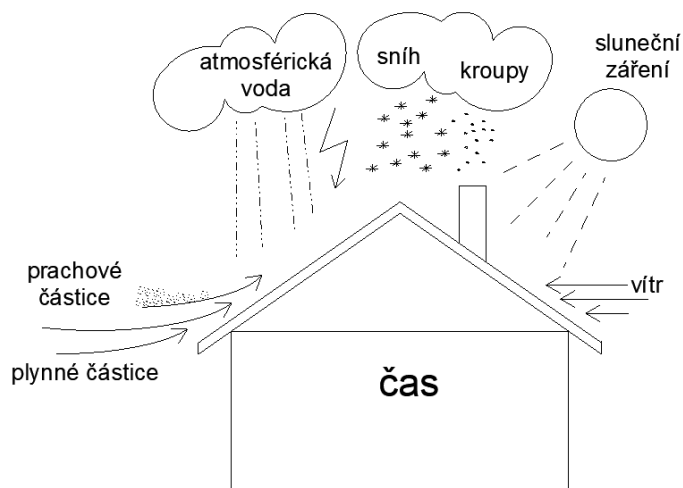 atmosférická
voda
sníh
kroupy
sluneční
záření
prachové
částice
vítr
plynné částice
čas